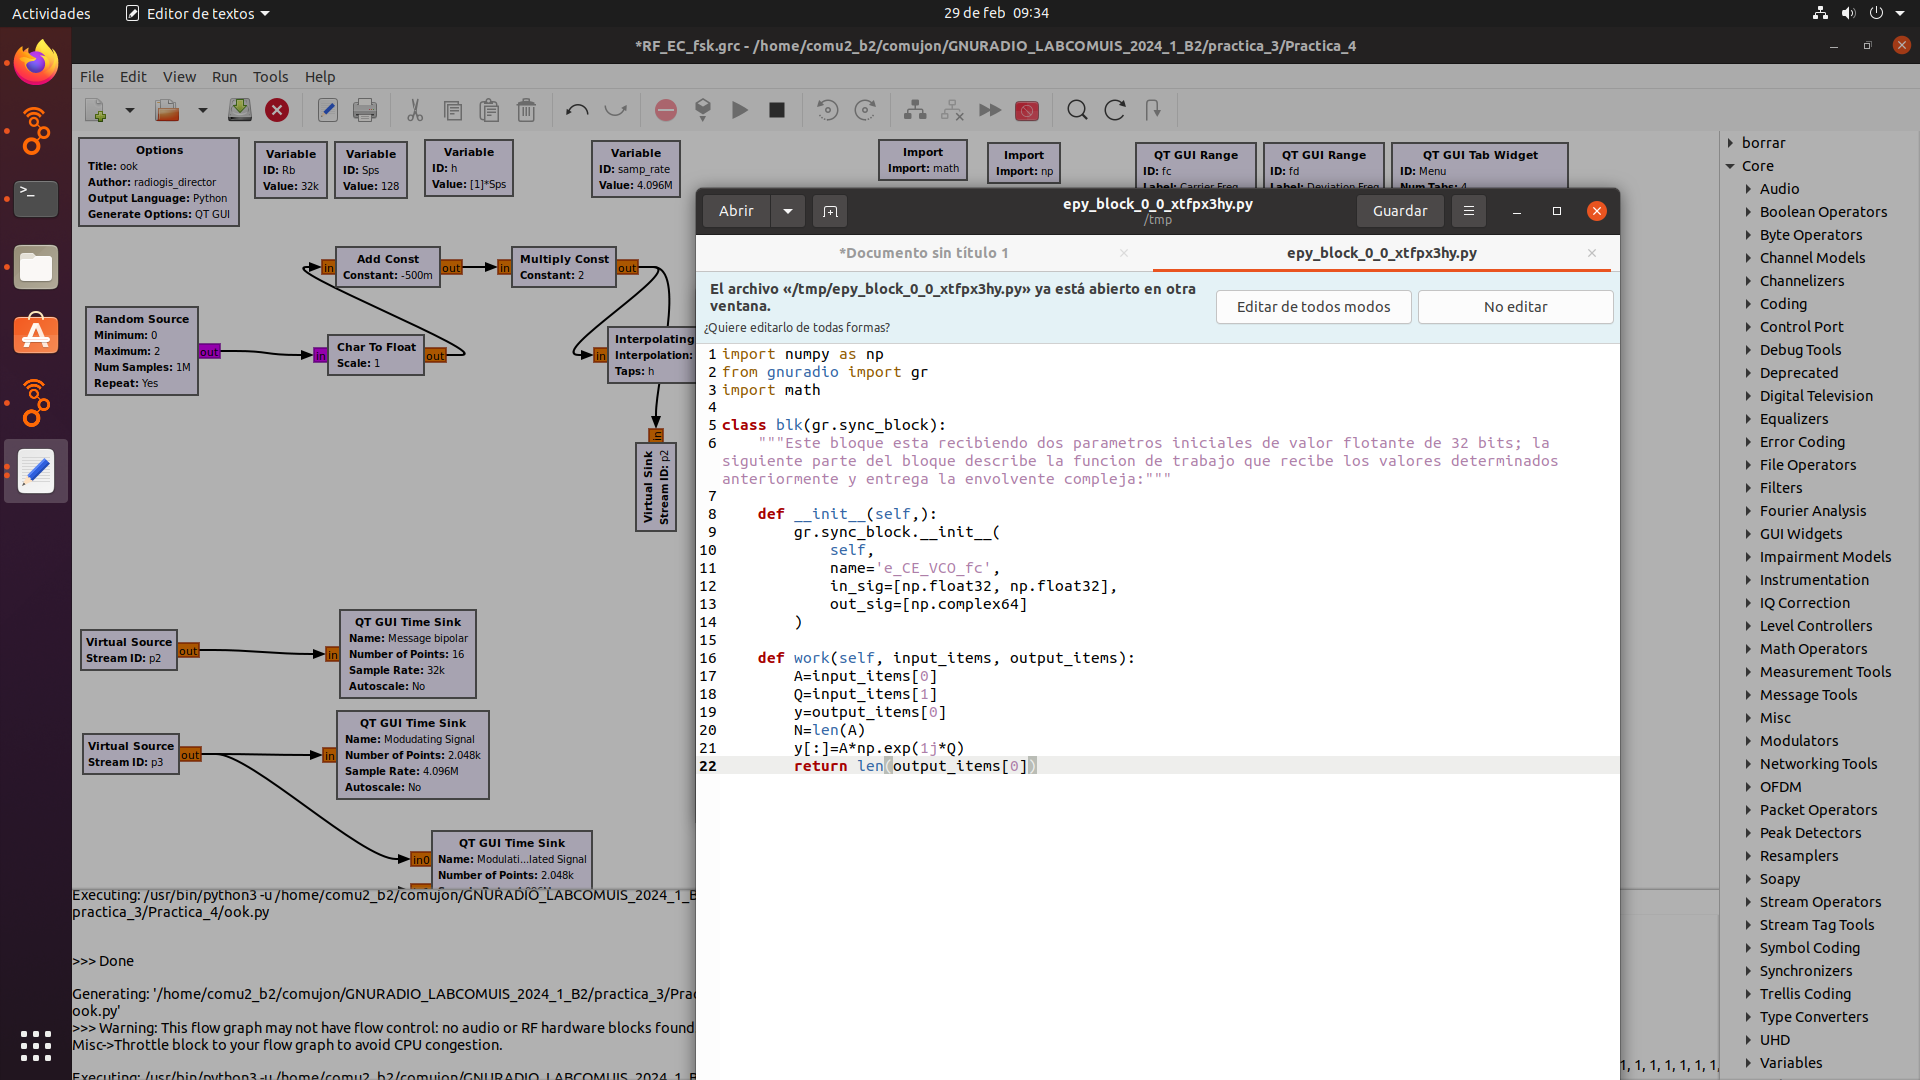 Actividades
Editor de textos
29 de feb 09:34
*RF_EC_fsk.grc - /home/comu2_b2/comujon/GNURADIO_LABCOMUIS_2024_1_B2/practica_3/Practica_4
File Edit View Run Tools Help
Options
Title: ook
Author: radiogis_director
Output Language: Python
Generate Options: QT GUI
Variable
ID: Rb
Value: 32k
Variable
ID: Sps
Value: 128
Variable
ID: h
Value: [1]*Sps
Variable
ID: samp_rate
Value: 4.096M
Import
Import: math
Import
Import: np
QT GUI Range
ID: fc
Label: Carrier Freq
QT GUI Range
ID: fd
Label: Deviation Freq
QT GUI Tab Widget
ID: Menu
Num Tabs: 4
in
Add Const
Constant: -500m
out
in
Multiply Const
Constant: 2
out
Random Source
Minimum: 0
Maximum: 2
Num Samples: 1M
Repeat: Yes
out
in
Char To Float
Scale: 1
out
in
Interpolating
Interpolation:
Taps: h
in
Virtual Sink
Stream ID: p2
Virtual Source
Stream ID: p2
out
in
QT GUI Time Sink
Name: Message bipolar
Number of Points: 16
Sample Rate: 32k
Autoscale: No
Virtual Source
Stream ID: p3
out
in
QT GUI Time Sink
Name: Modudating Signal
Number of Points: 2.048k
Sample Rate: 4.096M
Autoscale: No
in0
QT GUI Time Sink
Name: Modulati...lated Signal
Number of Points: 2.048k
Abrir
epy_block_0_0_xtfpx3hy.py
/tmp
Guardar
*Documento sin título 1
epy_block_0_0_xtfpx3hy.py
El archivo «/tmp/epy_block_0_0_xtfpx3hy.py» ya está abierto en otra
ventana.
¿Quiere editarlo de todas formas?
Editar de todos modos
No editar
1 import numpy as np
2 from gnuradio import gr
3 import math
4
5 class blk(gr.sync_block):
6     """Este bloque esta recibiendo dos parametros iniciales de valor flotante de 32 bits; la
siguiente parte del bloque describe la funcion de trabajo que recibe los valores determinados
anteriormente y entrega la envolvente compleja:"""
7
8     def __init__(self,):
9         gr.sync_block.__init__(
10             self,
11             name='e_CE_VCO_fc',
12             in_sig=[np.float32, np.float32],
13             out_sig=[np.complex64]
14         )
15
16     def work(self, input_items, output_items):
17         A=input_items[0]
18         Q=input_items[1]
19         y=output_items[0]
20         N=len(A)
21         y[:]=A*np.exp(1j*Q)
22         return len(output_items[0])
borrar
Core
Audio
Boolean Operators
Byte Operators
Channel Models
Channelizers
Coding
Control Port
Debug Tools
Deprecated
Digital Television
Equalizers
Error Coding
File Operators
Filters
Fourier Analysis
GUI Widgets
Impairment Models
Instrumentation
IQ Correction
Level Controllers
Math Operators
Measurement Tools
Message Tools
Misc
Modulators
Networking Tools
OFDM
Packet Operators
Peak Detectors
Resamplers
Soapy
Stream Operators
Stream Tag Tools
Symbol Coding
Synchronizers
Trellis Coding
Type Converters
UHD
Variables
Executing: /usr/bin/python3 -u /home/comu2_b2/comujon/GNURADIO_LABCOMUIS_2024_1_B
practica_3/Practica_4/ook.py
>>> Done
Generating: '/home/comu2_b2/comujon/GNURADIO_LABCOMUIS_2024_1_B2/practica_3/Prac
ook.py'
>>> Warning: This flow graph may not have flow control: no audio or RF hardware blocks found
Misc->Throttle block to your flow graph to avoid CPU congestion.
Executing: /usr/bin/python3 -u /home/comu2_b2/comujon/GNURADIO_LABCOMUIS_2024_1_B
1, 1, 1, 1, 1, 1,